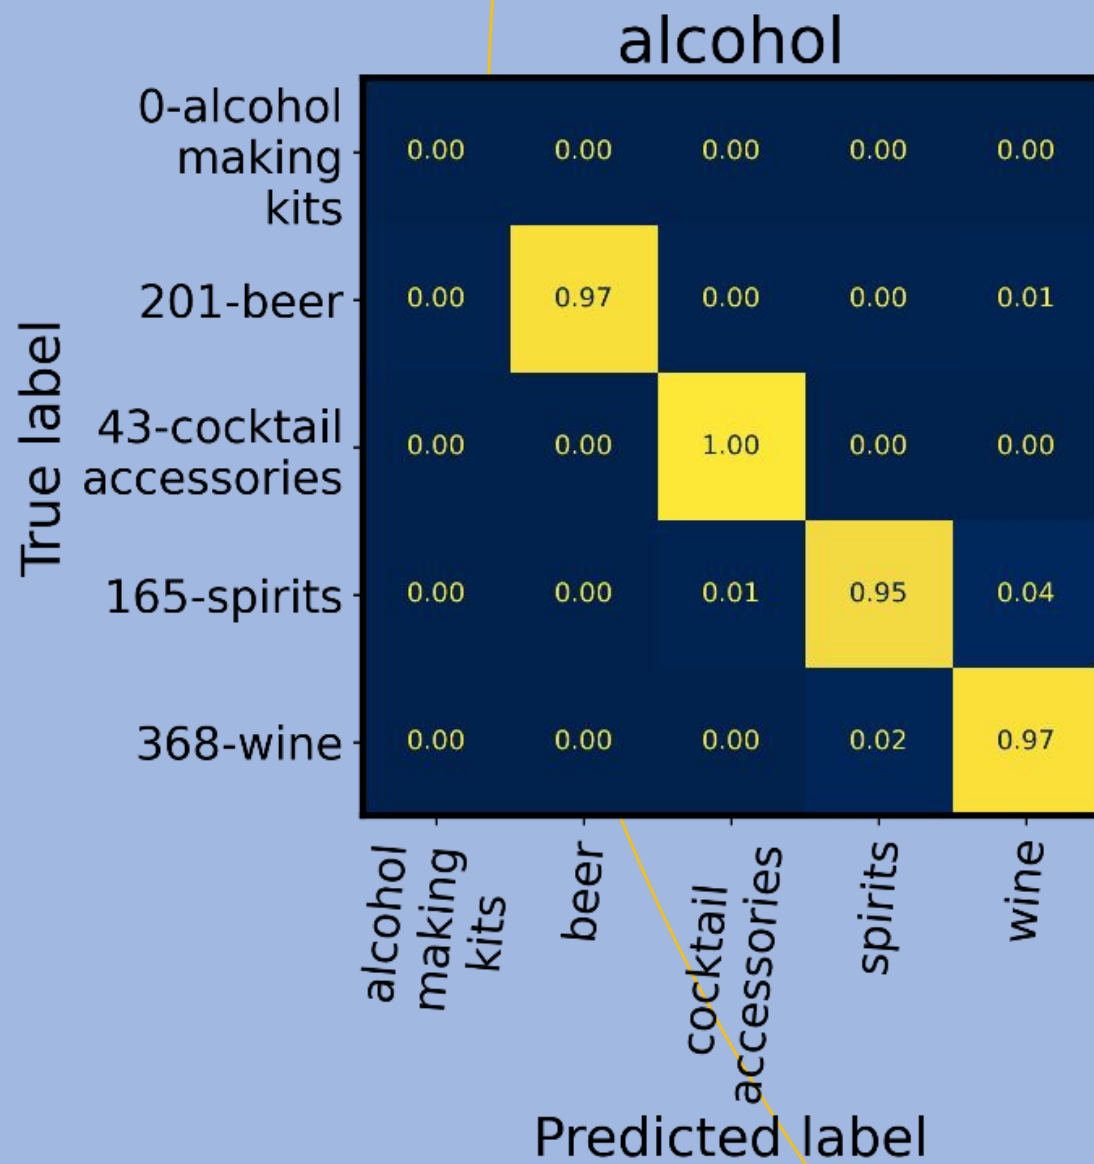 alcohol
0-alcohol
making
kits
0.00 0.00 0.00 0.00 0.00
201-beer 0.00 0.97 0.00 0.00 0.01
43-cocktail
accessories
0.00 0.00 1.00 0.00 0.00
165-spirits 0.00 0.00 0.01 0.95 0.04
368-wine 0.00 0.00 0.00 0.02 0.97
True label
alcohol
making
kits
beer
cocktail
accessories
spirits
wine
Predicted label